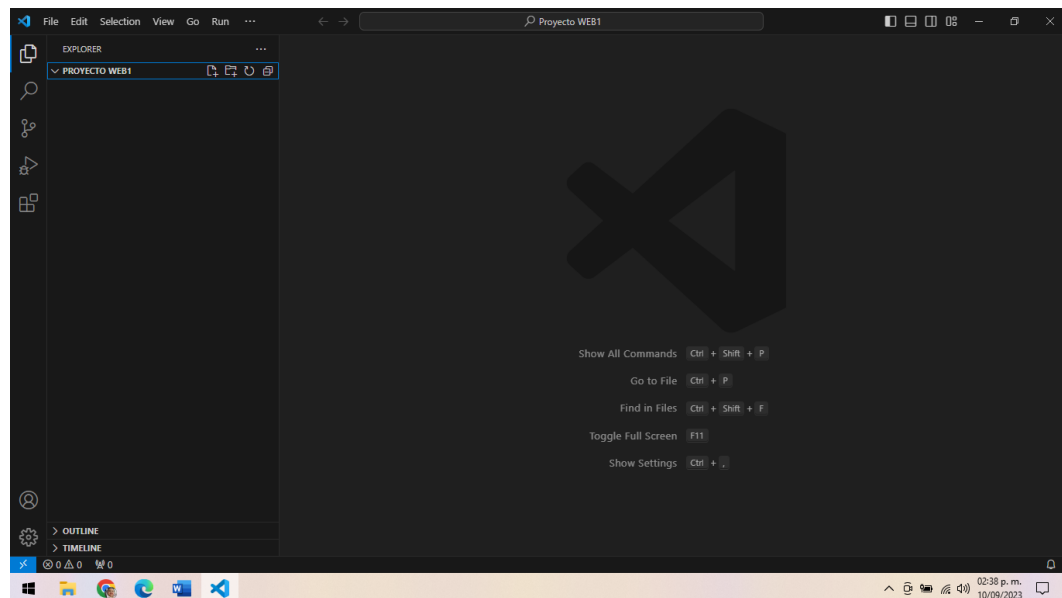 File Edit Selection View Go Run ···
Proyecto WEB1
EXPLORER ···
PROYECTO WEB1
Show All Commands Ctrl + Shift + P
Go to File Ctrl + P
Find in Files Ctrl + Shift + F
Toggle Full Screen F11
Show Settings Ctrl + ,
OUTLINE
TIMELINE
0 0 0
02:38 p. m.
10/09/2023